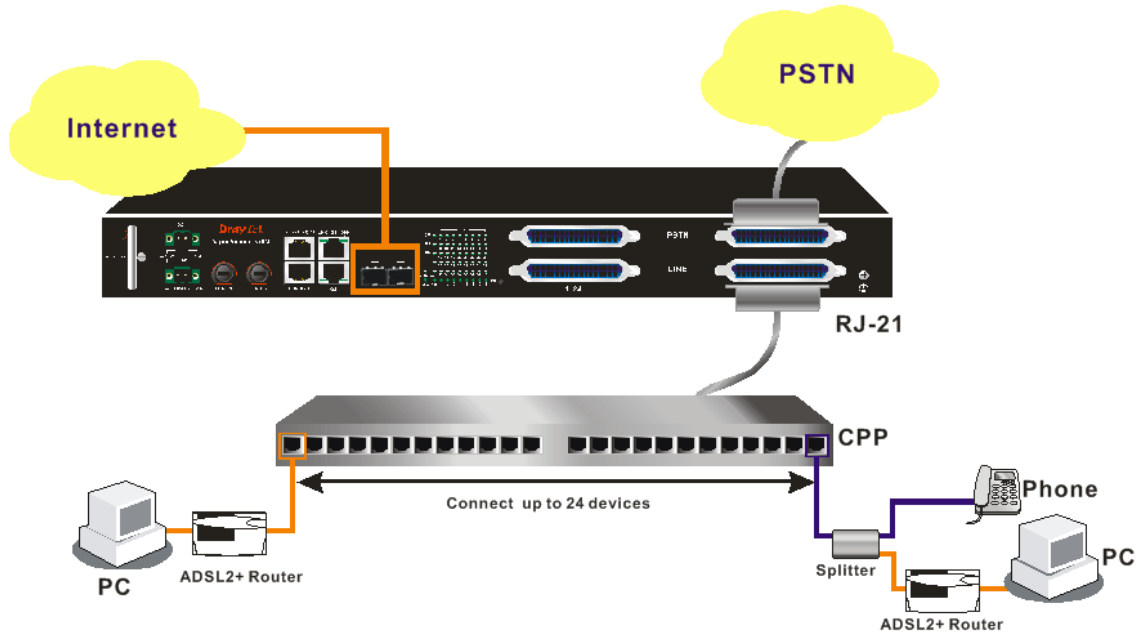 PSTN
Internet
DrayTek
PSTN
LINE
RJ-21
CPP
Connect up to 24 devices
Phone
PC
ADSL2+ Router
Splitter
PC
ADSL2+ Router